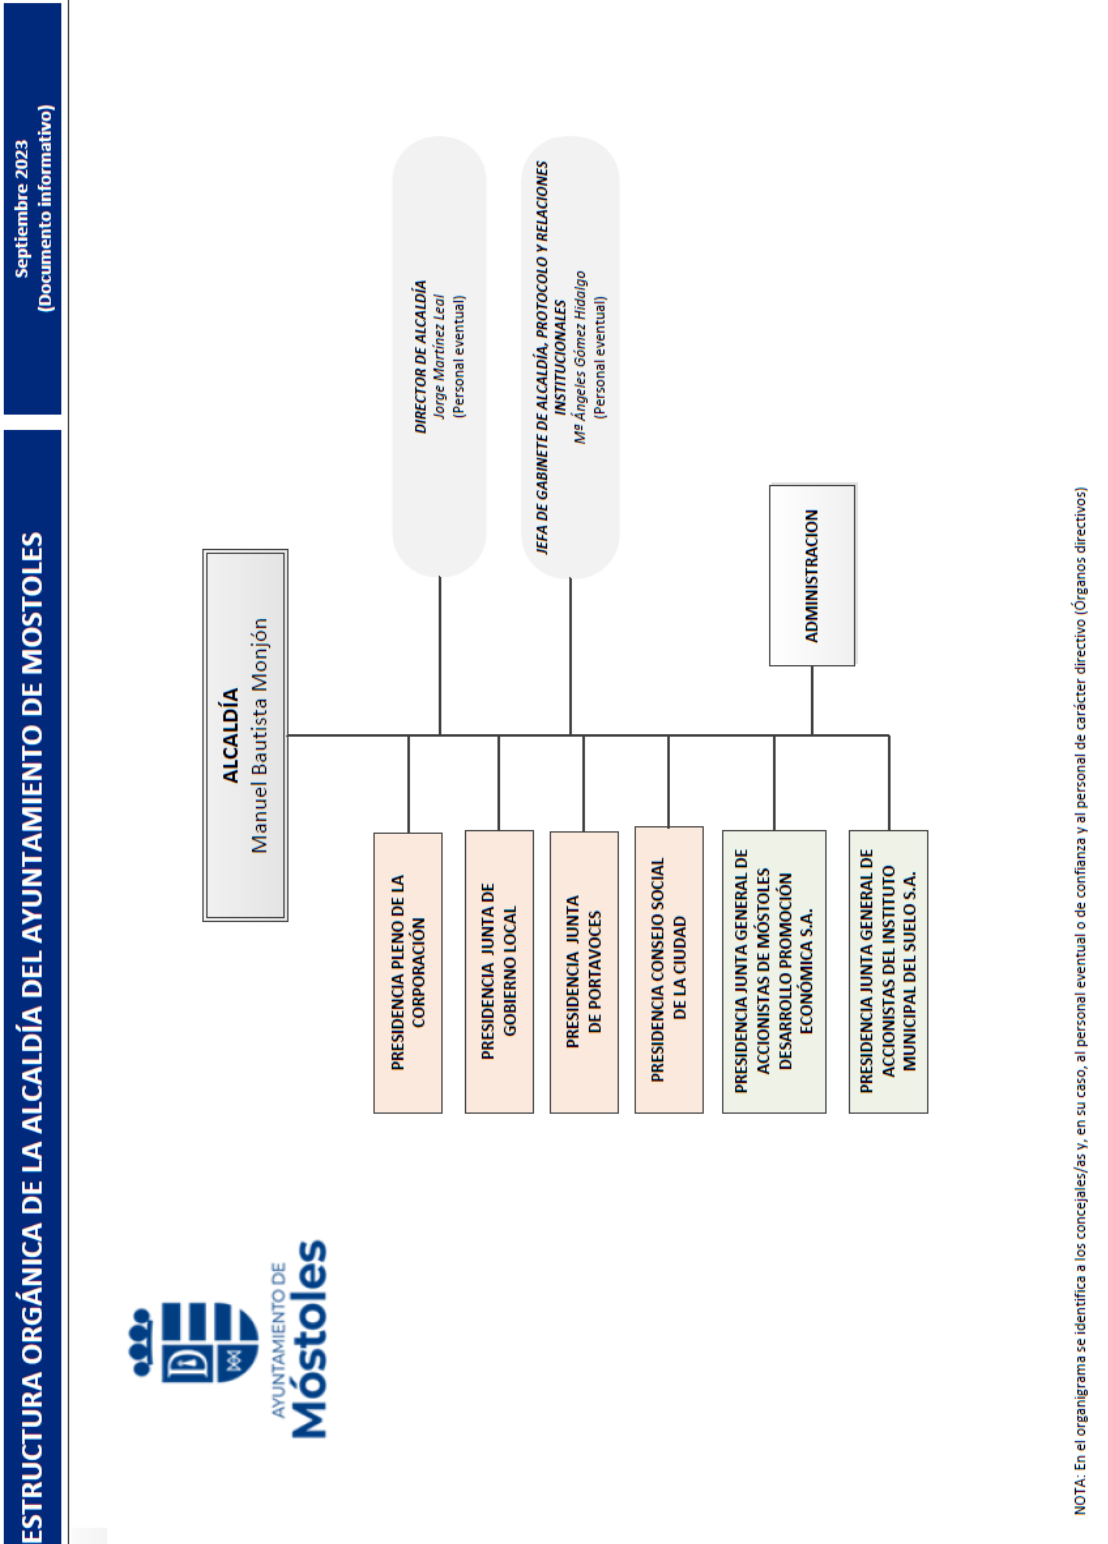 ESTRUCTURA ORGÁNICA DE LA ALCALDÍA DEL AYUNTAMIENTO DE MOSTOLES
Septiembre 2023
(Documento informativo)
AYUNTAMIENTO DE
Móstoles
ALCALDÍA
Manuel Bautista Monjón
DIRECTOR DE ALCALDÍA
Jorge Martínez Leal
(Personal eventual)
JEFA DE GABINETE DE ALCALDÍA, PROTOCOLO Y RELACIONES
INSTITUCIONALES
Mª Ángeles Gómez Hidalgo
(Personal eventual)
PRESIDENCIA PLENO DE LA
CORPORACIÓN
PRESIDENCIA JUNTA DE
GOBIERNO LOCAL
PRESIDENCIA JUNTA
DE PORTAVOCES
PRESIDENCIA CONSEJO SOCIAL
DE LA CIUDAD
PRESIDENCIA JUNTA GENERAL DE
ACCIONISTAS DE MÓSTOLES
DESARROLLO PROMOCIÓN
ECONÓMICA S.A.
PRESIDENCIA JUNTA GENERAL DE
ACCIONISTAS DEL INSTITUTO
MUNICIPAL DEL SUELO S.A.
ADMINISTRACION
NOTA: En el organigrama se identifica a los concejales/as y, en su caso, al personal eventual o de confianza y al personal de carácter directivo (Órganos directivos)